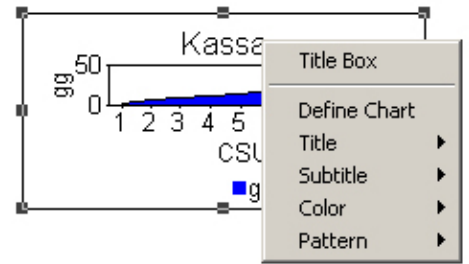 Kassa
50
gg
0
1 2 3 4 5
CSU
g
Title Box
Define Chart
Title
Subtitle
Color
Pattern